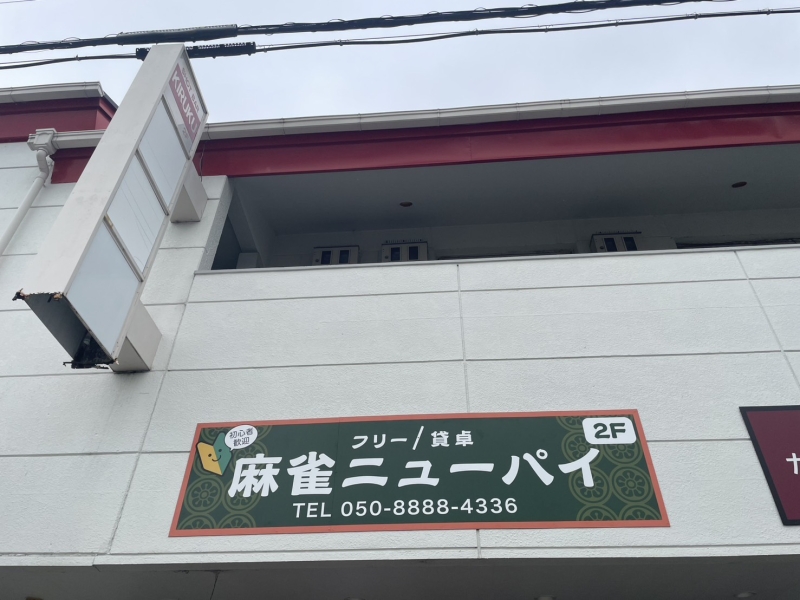 KIRUKU
初心者
歓迎
フリー/貸卓
2F
麻雀ニューパイ
TEL 050-8888-4336